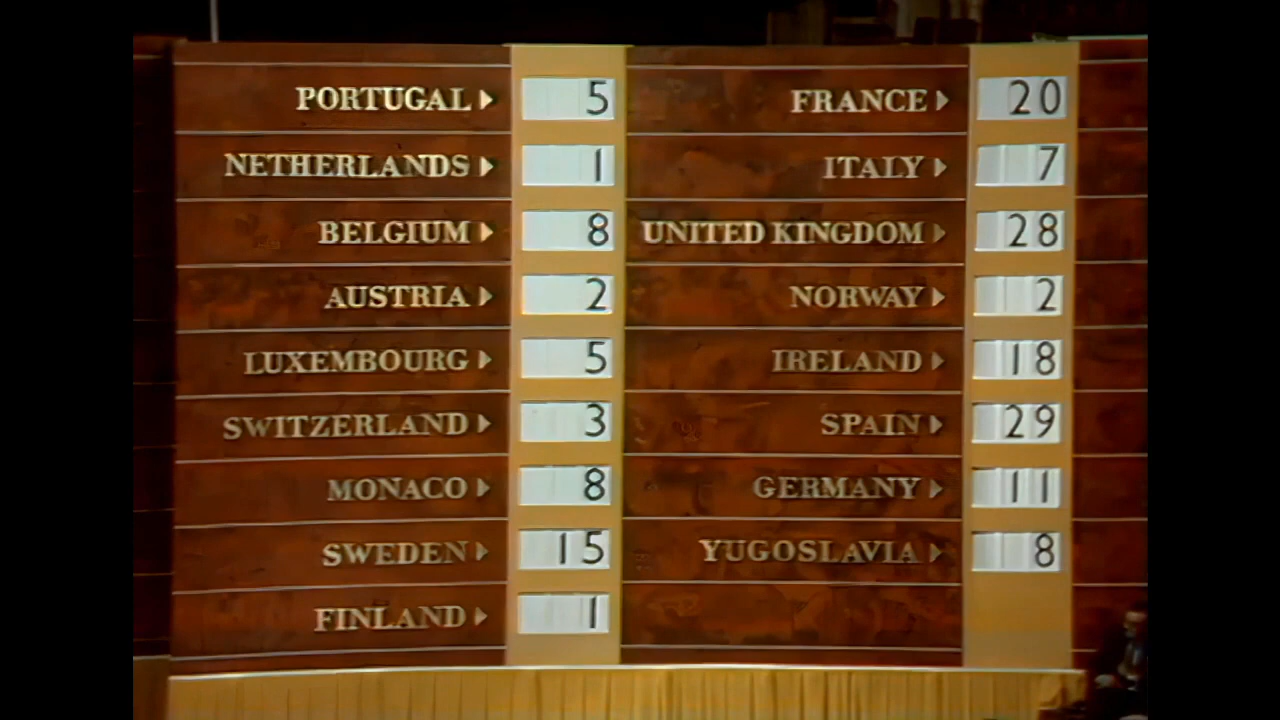 PORTUGAL 5
NETHERLANDS 1
BELGIUM 8
AUSTRIA 2
LUXEMBOURG 5
SWITZERLAND 3
MONACO 8
SWEDEN 15
FINLAND 1
FRANCE 20
ITALY 7
UNITED KINGDOM 28
NORWAY 2
IRELAND 18
SPAIN 29
GERMANY 11
YUGOSLAVIA 8